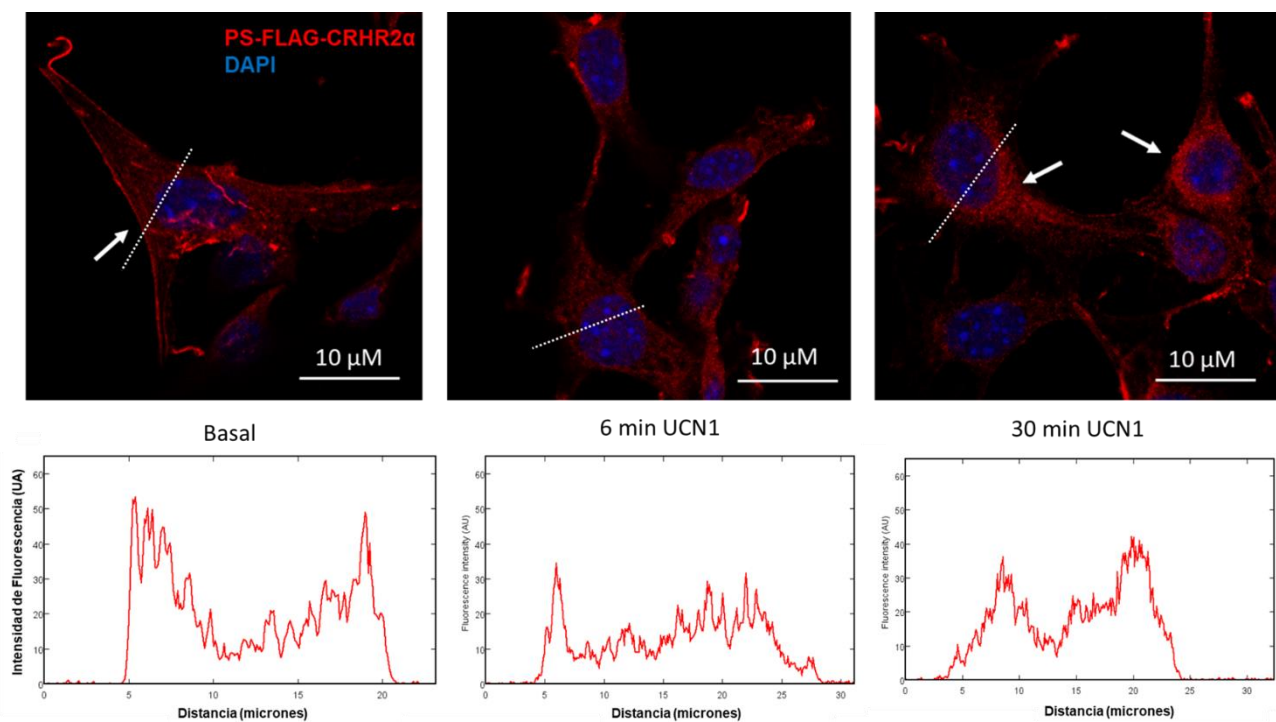 PS-FLAG-CRHR2α
DAPI
10 µM
10 µM
10 µM
Basal
6 min UCN1
30 min UCN1
Intensidad de Fluorescencia (UA)
60
50
40
30
20
10
0
0
5
10
15
20
Distancia (micrones)
Fluorescence intensity (AU)
60
50
40
30
20
10
0
0
5
10
15
20
25
30
Distancia (micrones)
Fluorescence intensity (AU)
60
50
40
30
20
10
0
0
5
10
15
20
25
30
Distancia (micrones)